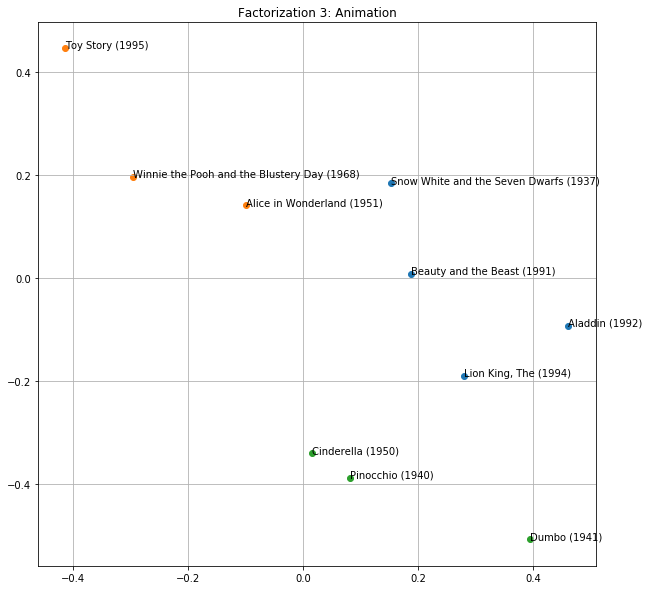 Factorization 3: Animation
Toy Story (1995)
0.4
Winnie the Pooh and the Blustery Day (1968)
Snow White and the Seven Dwarfs (1937)
0.2
Alice in Wonderland (1951)
Beauty and the Beast (1991)
0.0
Aladdin (1992)
Lion King, The (1994)
−0.2
Cinderella (1950)
Pinocchio (1940)
−0.4
Dumbo (1941)
−0.4 −0.2 0.0 0.2 0.4